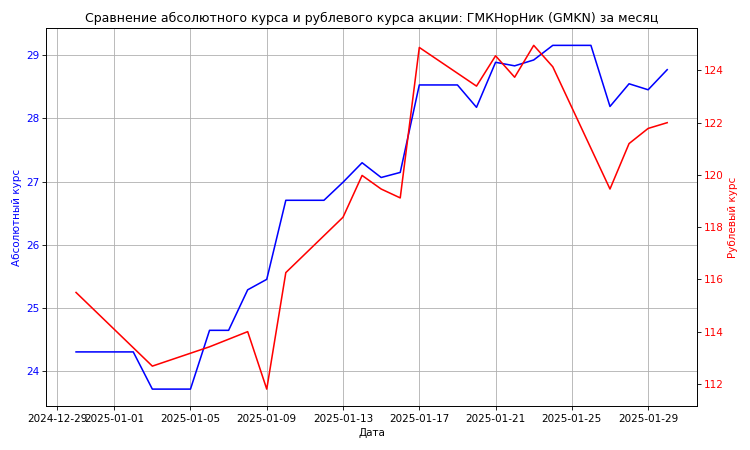 Сравнение абсолютного курса и рублевого курса акции: ГМКНорНик (GMKN) за месяц
29
28
27
26
25
24
Абсолютный курс
124
122
120
118
116
114
112
Рублевый курс
2024-12-29 2025-01-01 2025-01-05 2025-01-09 2025-01-13 2025-01-17 2025-01-21 2025-01-25 2025-01-29
Дата